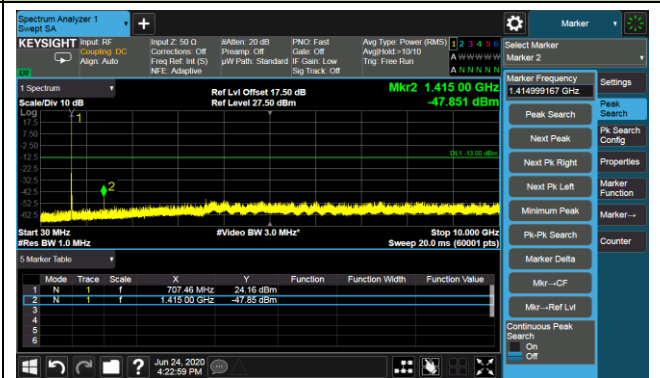 Spectrum Analyzer 1
Swept SA
+
Marker
KEYSIGHT
Input: RF
Coupling: DC
Align: Auto
Input Z: 50 Ω
Corrections: Off
Freq Ref: Int (S)
NFE: Adaptive
#Atten: 20 dB
Preamp: Off
µW Path: Standard
PNO: Fast
Gate: Off
IF Gain: Low
Sig Track: Off
Avg Type: Power (RMS)
Avg|Hold:>10/10
Trig: Free Run
1 2 3 4 5 6
A W W W W W
A N N N N N
Select Marker
Marker 2
1 Spectrum
Ref Lvl Offset 17.50 dB
Mkr2 1.415 00 GHz
Scale/Div 10 dB
Ref Level 27.50 dBm
-47.851 dBm
Log
17.5
7.50
-2.50
-12.5
-22.5
-32.5
-42.5
-52.5
-62.5
1
2
DL1 -13.00 dBm
Start 30 MHz
#Video BW 3.0 MHz*
Stop 10.000 GHz
#Res BW 1.0 MHz
Sweep 20.0 ms (60001 pts)
5 Marker Table
Mode Trace Scale X Y Function Function Width Function Value
1 N 1 f 707.46 MHz 24.16 dBm
2 N 1 f 1.415 00 GHz -47.85 dBm
3
4
5
6
Marker Frequency
1.414999167 GHz
Peak Search
Next Peak
Next Pk Right
Next Pk Left
Minimum Peak
Pk-Pk Search
Marker Delta
Mkr→CF
Mkr→Ref Lvl
Continuous Peak
Search
On
Off
Settings
Peak
Search
Pk Search
Config
Properties
Marker
Function
Marker→
Counter
?
Jun 24, 2020
4:22:59 PM